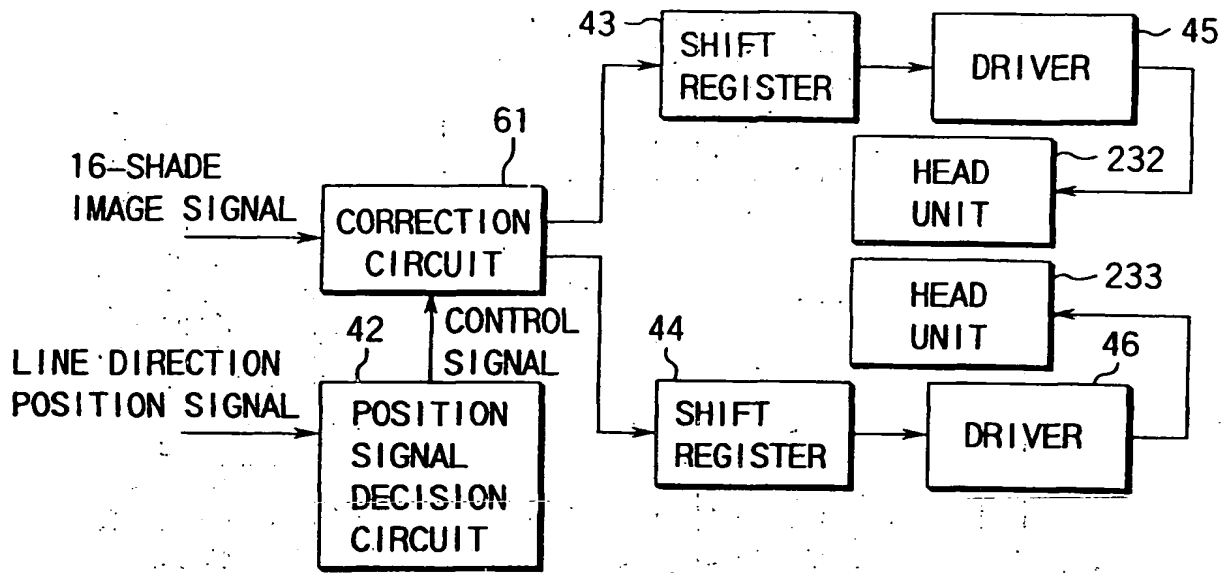 43
SHIFT
REGISTER
45
DRIVER
61
16-SHADE
IMAGE SIGNAL
CORRECTION
CIRCUIT
232
HEAD
UNIT
233
HEAD
UNIT
CONTROL
SIGNAL
42
LINE DIRECTION
POSITION SIGNAL
POSITION
SIGNAL
DECISION
CIRCUIT
44
SHIFT
REGISTER
46
DRIVER